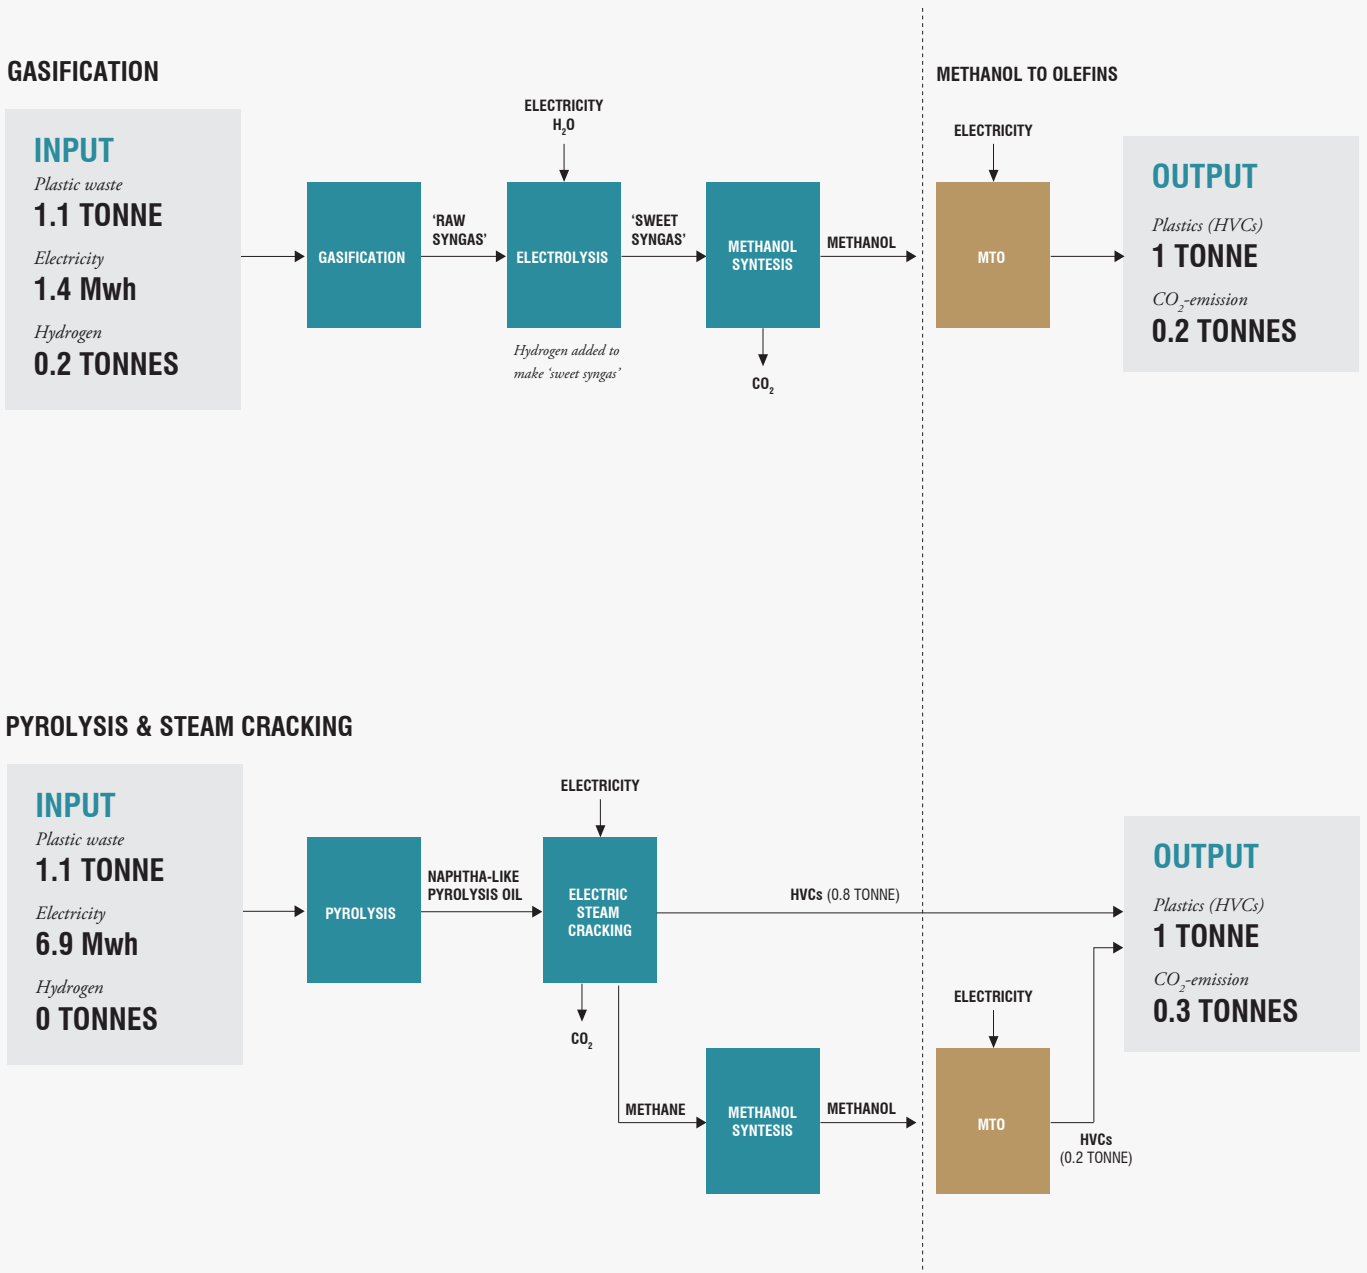 GASIFICATION
METHANOL TO OLEFINS
INPUT
Plastic waste
1.1 TONNE
Electricity
1.4 Mwh
Hydrogen
0.2 TONNES
GASIFICATION
‘RAW
SYNGAS’
ELECTRICITY
H₂O
ELECTROLYSIS
Hydrogen added to
make ‘sweet syngas’
‘SWEET
SYNGAS’
METHANOL
SYNTESIS
CO₂
METHANOL
ELECTRICITY
MTO
OUTPUT
Plastics (HVCs)
1 TONNE
CO₂-emission
0.2 TONNES
PYROLYSIS & STEAM CRACKING
INPUT
Plastic waste
1.1 TONNE
Electricity
6.9 Mwh
Hydrogen
0 TONNES
PYROLYSIS
NAPHTHA-LIKE
PYROLYSIS OIL
ELECTRICITY
ELECTRIC
STEAM
CRACKING
CO₂
HVCs (0.8 TONNE)
METHANE
METHANOL
SYNTESIS
METHANOL
ELECTRICITY
MTO
HVCs
(0.2 TONNE)
OUTPUT
Plastics (HVCs)
1 TONNE
CO₂-emission
0.3 TONNES